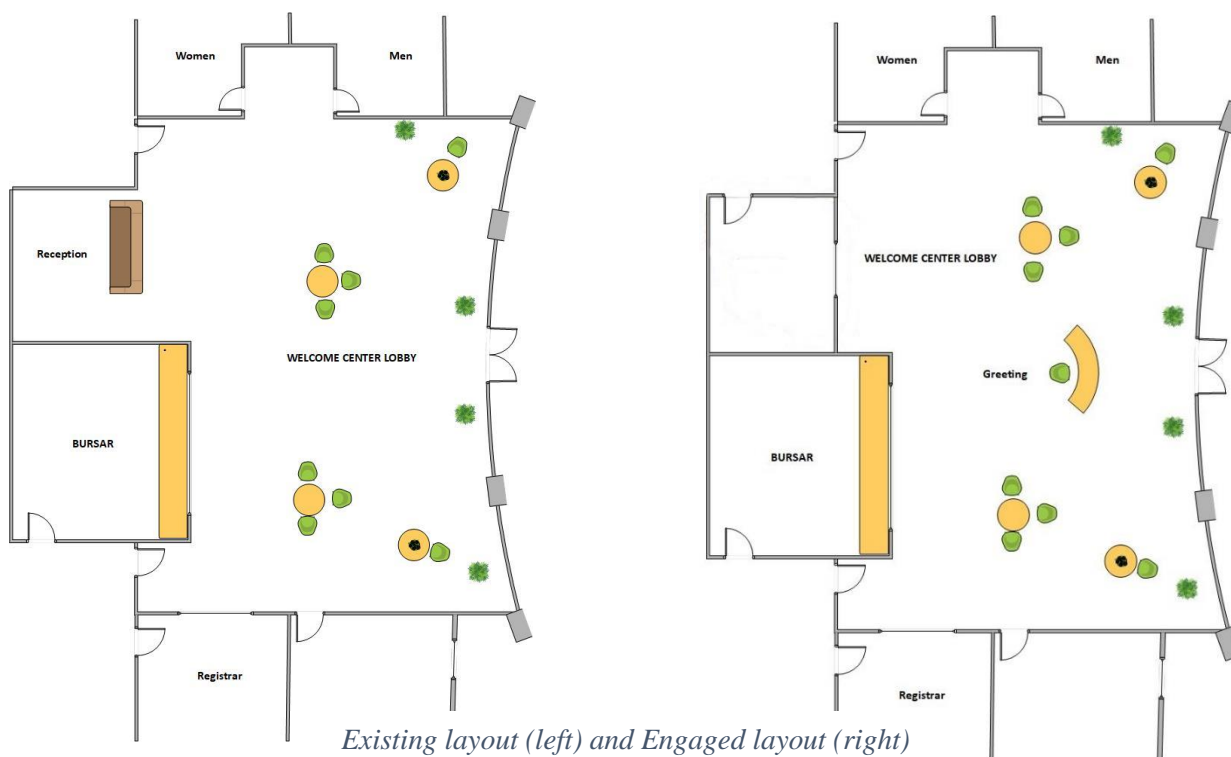 Women
Men
Reception
WELCOME CENTER LOBBY
BURSAR
Registrar
Women
Men
WELCOME CENTER LOBBY
Greeting
BURSAR
Registrar
Existing layout (left) and Engaged layout (right)